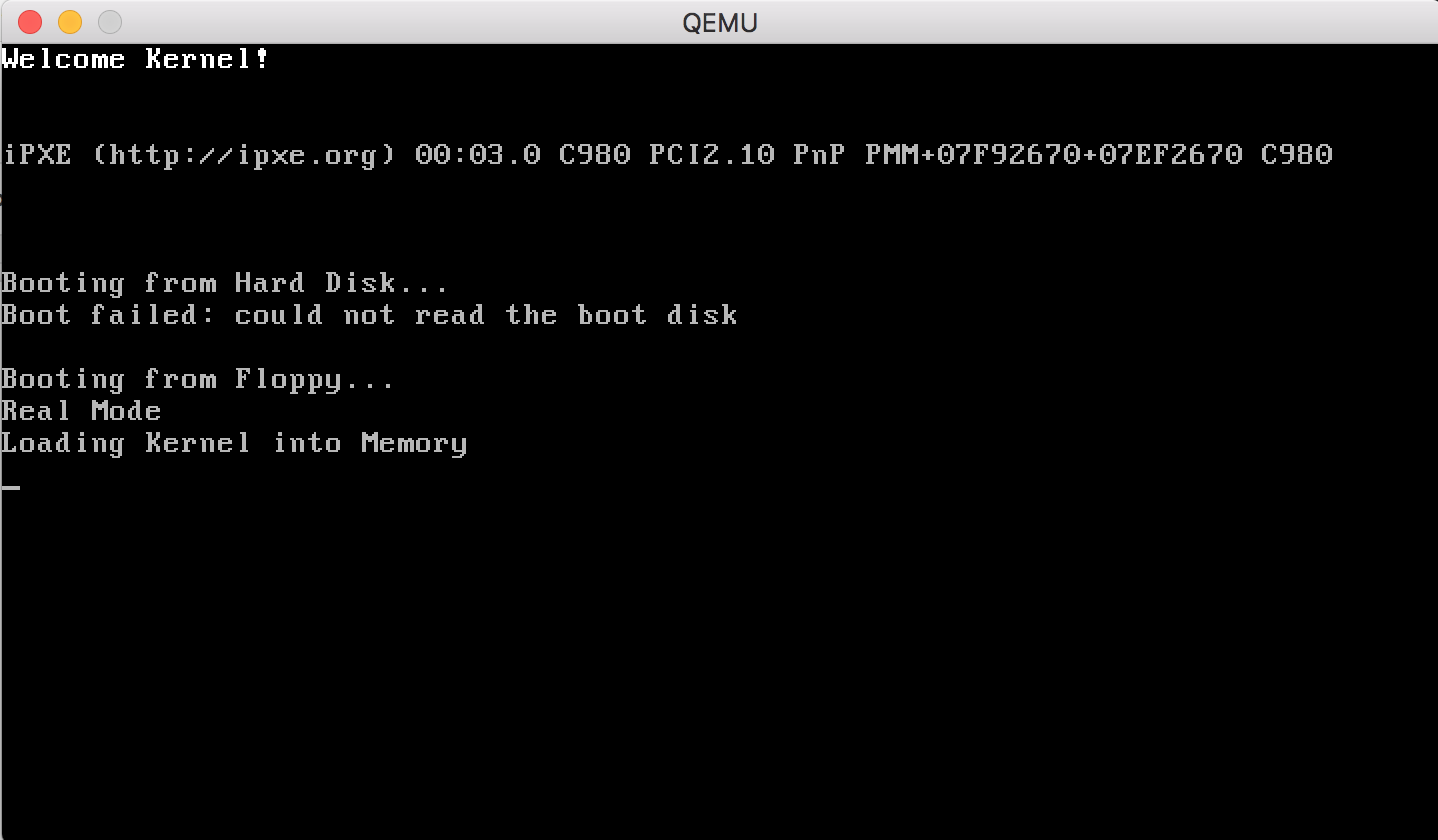 QEMU
Welcome Kernel!
iPXE (http://ipxe.org) 00:03.0 C980 PCI2.10 PnP PMM+07F92670+07EF2670 C980
Booting from Hard Disk...
Boot failed: could not read the boot disk
Booting from Floppy...
Real Mode
Loading Kernel into Memory